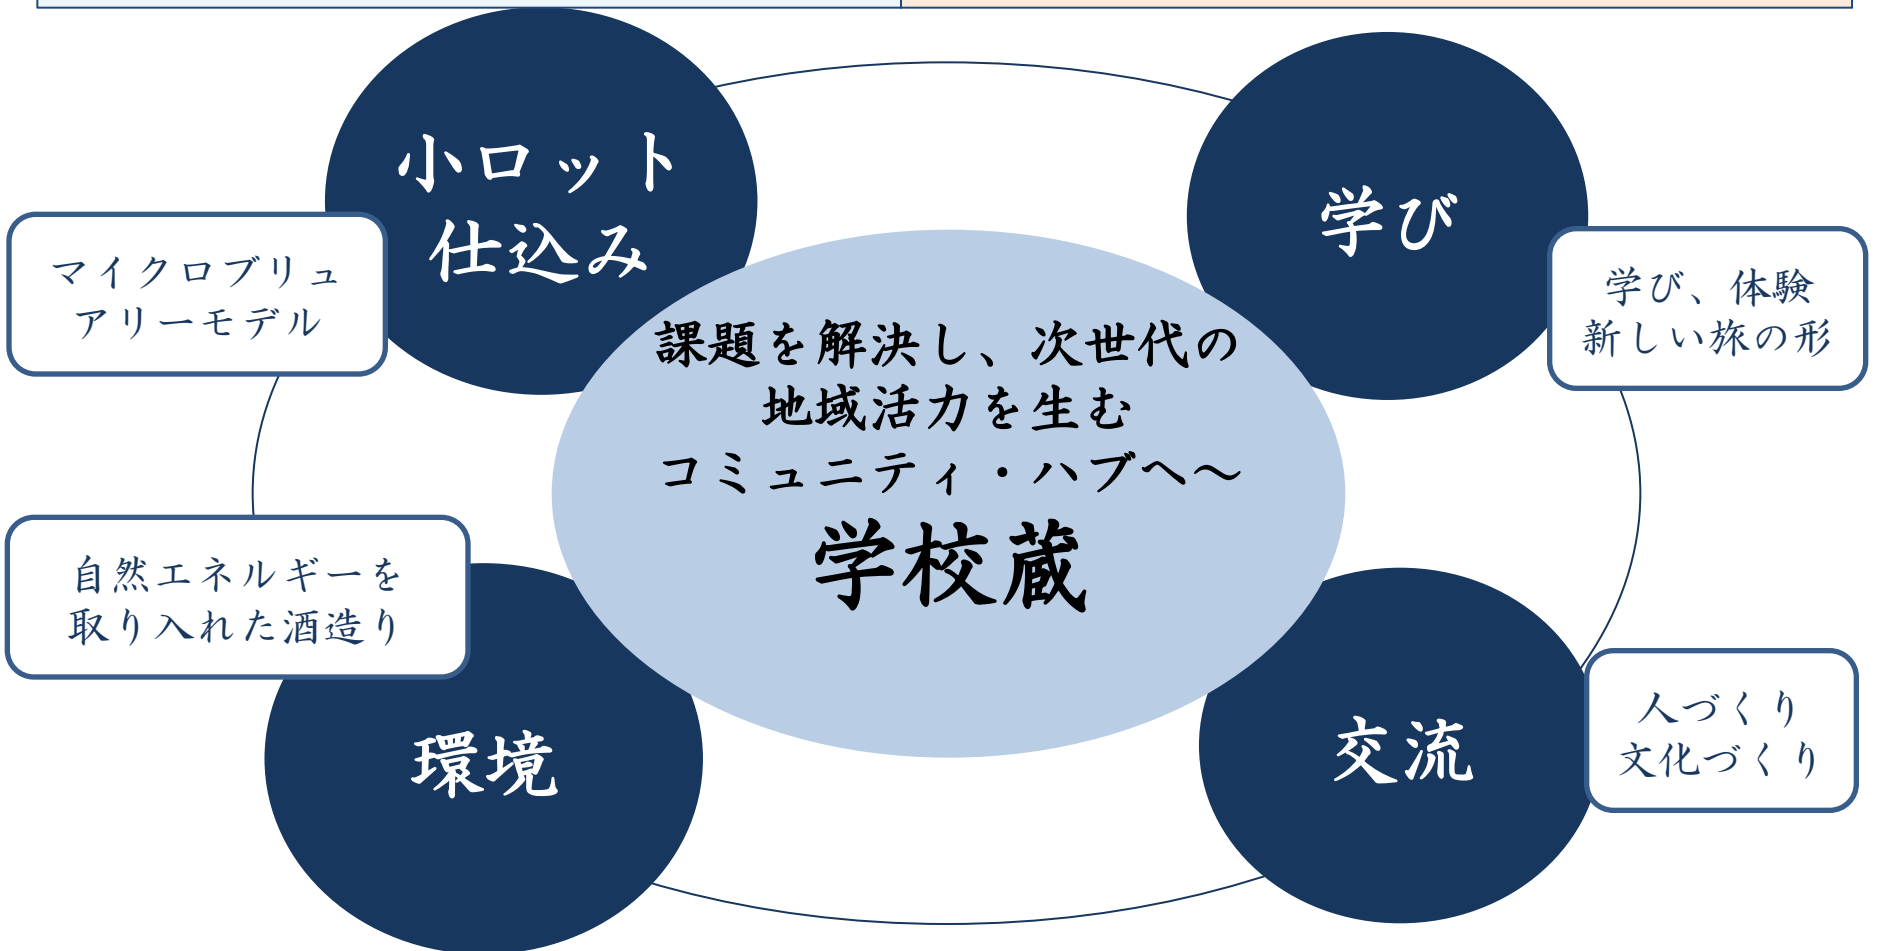 小ロット
仕込み
マイクロブリュ
アリーモデル
学び
学び、体験
新しい旅の形
課題を解決し、次世代の
地域活力を生む
コミュニティ・ハブへ～
学校蔵
自然エネルギーを
取り入れた酒造り
環境
交流
人づくり
文化づくり